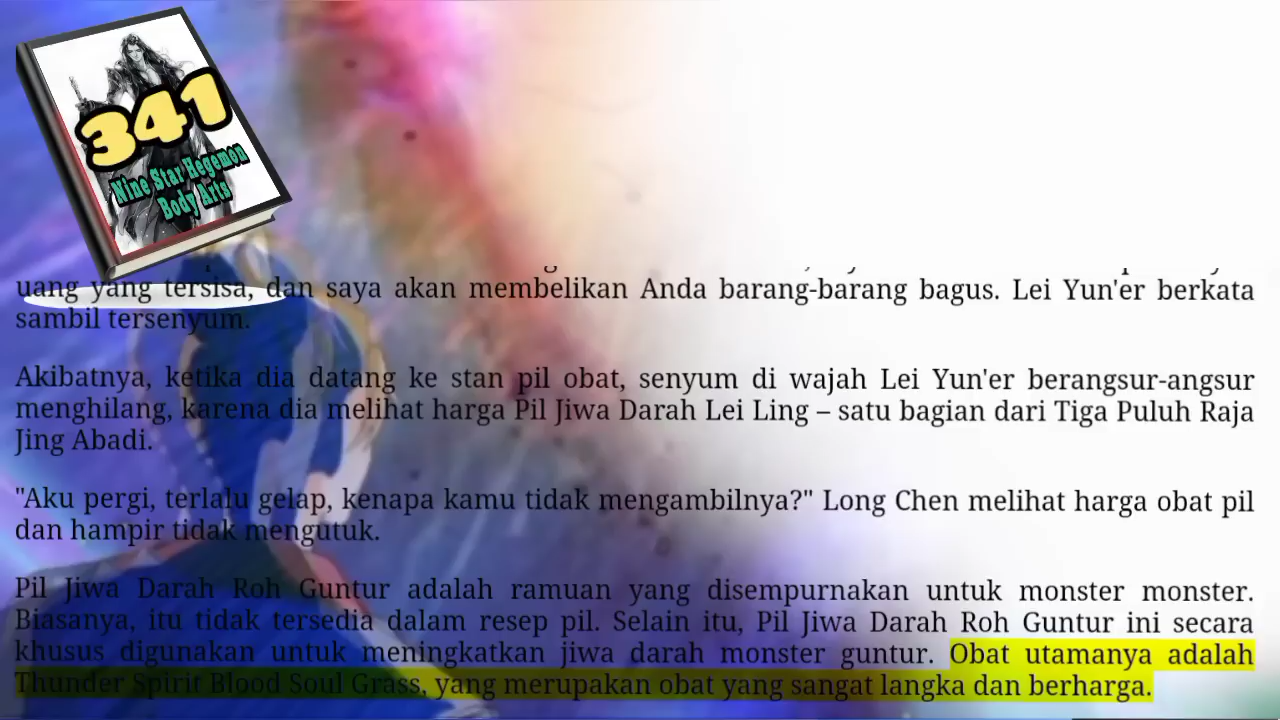 341
Nine Star Hegemon
Body Arts
uang yang tersisa, dan saya akan membelikan Anda barang-barang bagus. Lei Yun'er berkata
sambil tersenyum.
Akibatnya, ketika dia datang ke stan pil obat, senyum di wajah Lei Yun'er berangsur-angsur
menghilang, karena dia melihat harga Pil Jiwa Darah Lei Ling – satu bagian dari Tiga Puluh Raja
Jing Abadi.
"Aku pergi, terlalu gelap, kenapa kamu tidak mengambilnya?" Long Chen melihat harga obat pil
dan hampir tidak mengutuk.
Pil Jiwa Darah Roh Guntur adalah ramuan yang disempurnakan untuk monster monster.
Biasanya, itu tidak tersedia dalam resep pil. Selain itu, Pil Jiwa Darah Roh Guntur ini secara
khusus digunakan untuk meningkatkan jiwa darah monster guntur. Obat utamanya adalah
Thunder Spirit Blood Soul Grass, yang merupakan obat yang sangat langka dan berharga.